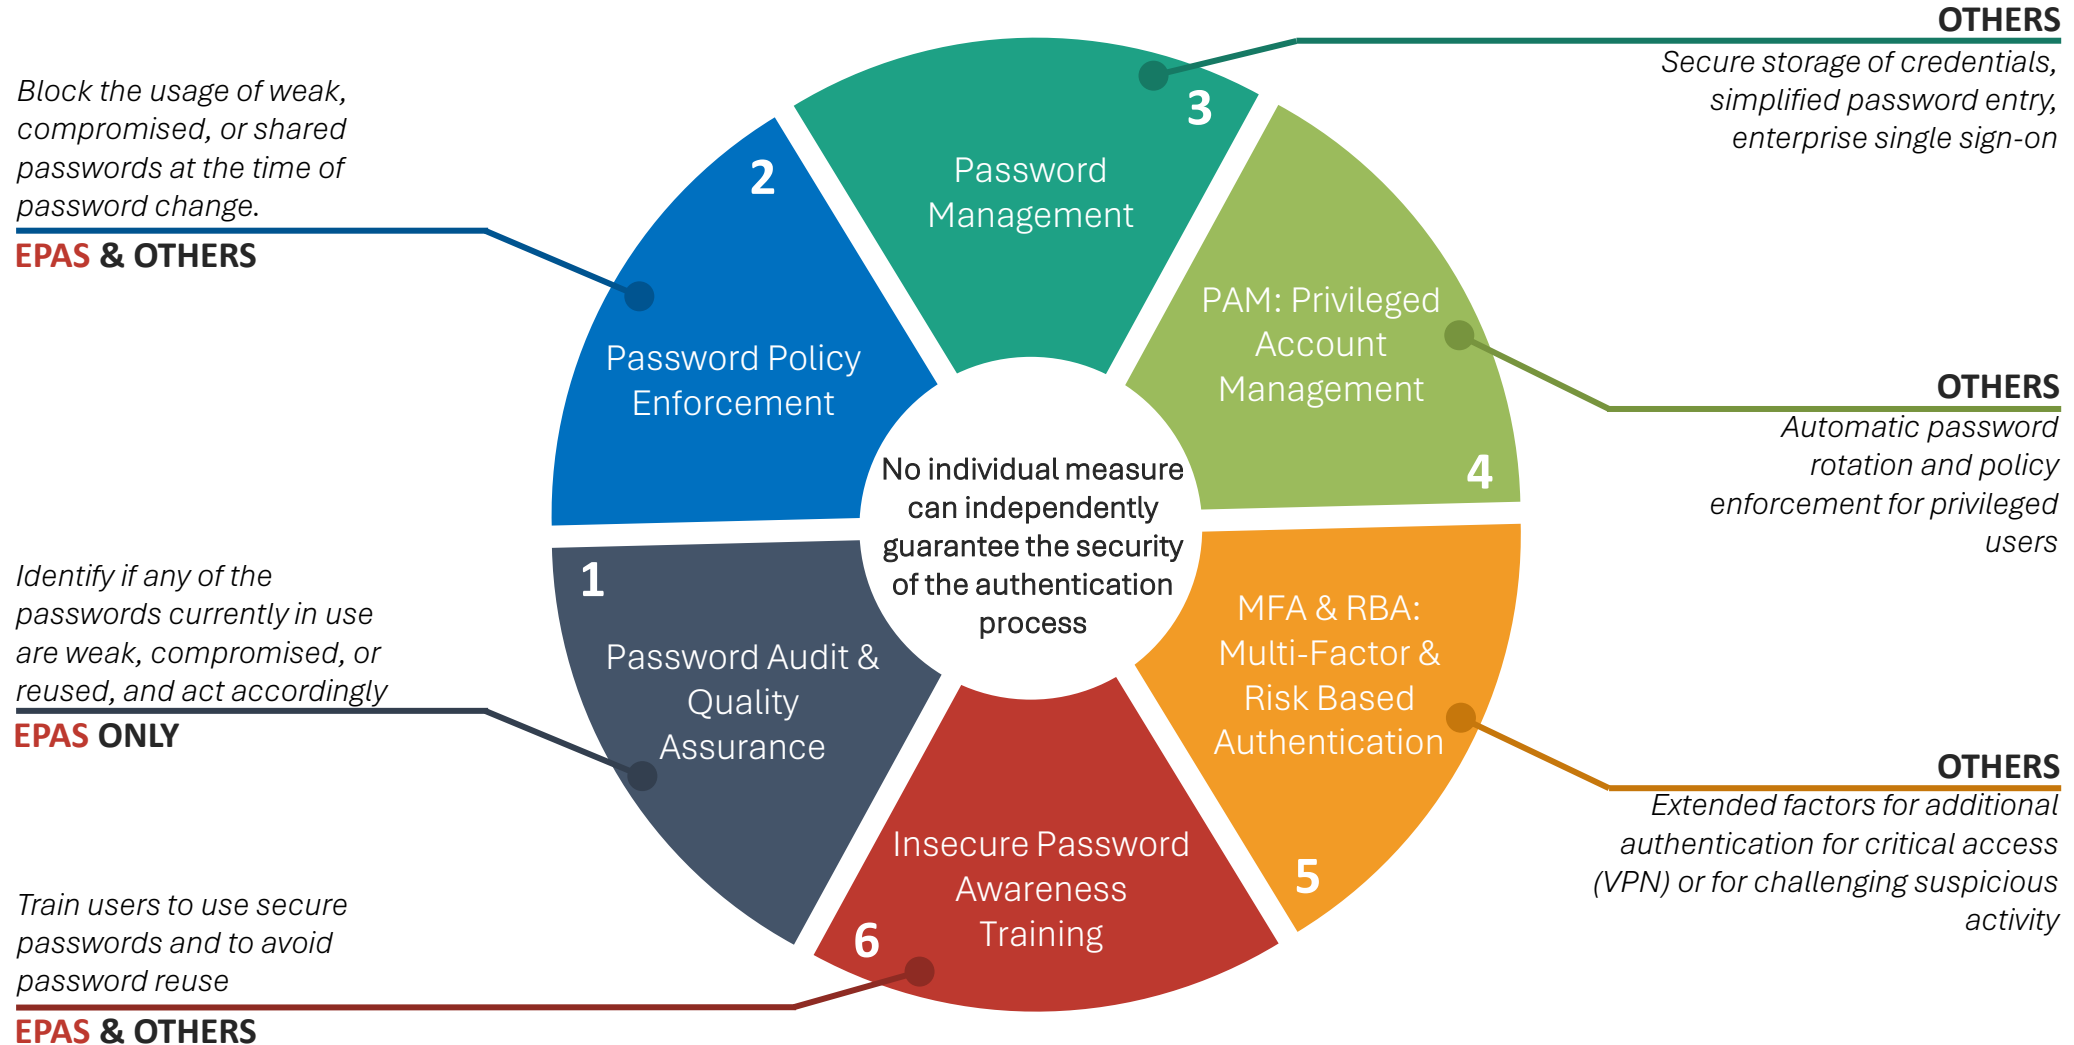 OTHERS
Secure storage of credentials,
simplified password entry,
enterprise single sign-on
Block the usage of weak,
compromised, or shared
passwords at the time of
password change.
EPAS & OTHERS
3
Password
Management
2
Password Policy
Enforcement
PAM: Privileged
Account
Management
4
OTHERS
Automatic password
rotation and policy
enforcement for privileged
users
No individual measure
can independently
guarantee the security
of the authentication
process
Identify if any of the
passwords currently in use
are weak, compromised, or
reused, and act accordingly
EPAS ONLY
1
Password Audit &
Quality
Assurance
MFA & RBA:
Multi-Factor &
Risk Based
Authentication
5
OTHERS
Extended factors for additional
authentication for critical access
(VPN) or for challenging suspicious
activity
Insecure Password
Awareness
Training
6
Train users to use secure
passwords and to avoid
password reuse
EPAS & OTHERS